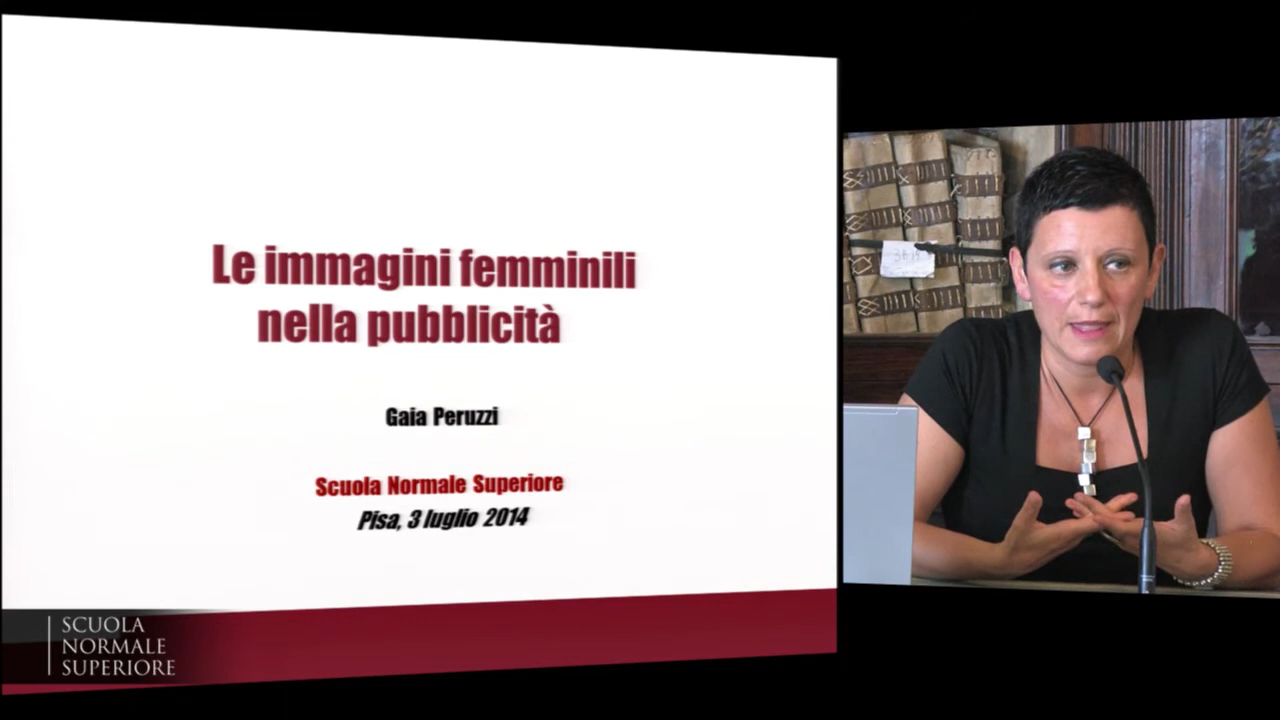 Le immagini femminili
nella pubblicità
Gaia Peruzzi
Scuola Normale Superiore
Pisa, 3 luglio 2014
SCUOLA
NORMALE
SUPERIORE